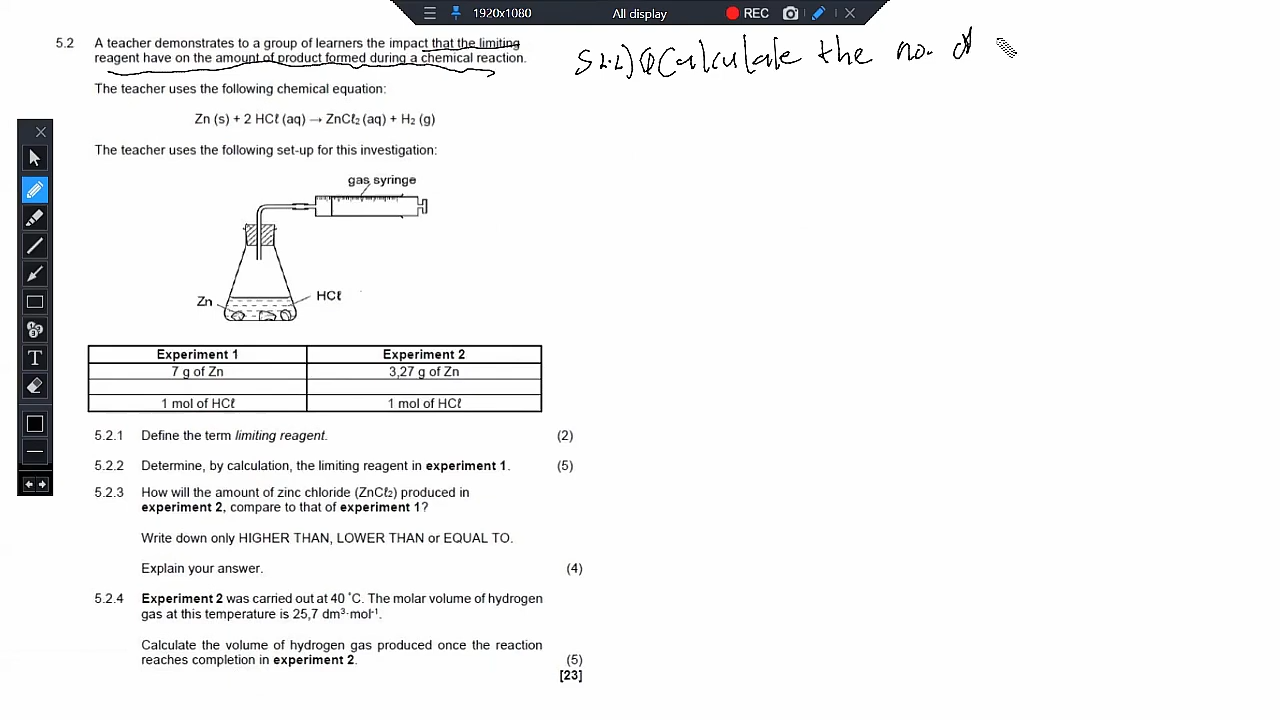 1920x1080 All display REC
5.2 A teacher demonstrates to a group of learners the impact that the limiting
reagent have on the amount of product formed during a chemical reaction.
The teacher uses the following chemical equation:
Zn (s) + 2 HCℓ (aq) → ZnCℓ₂ (aq) + H₂ (g)
The teacher uses the following set-up for this investigation:
gas syringe
Zn
HCℓ
Experiment 1 Experiment 2
7 g of Zn 3,27 g of Zn
1 mol of HCℓ 1 mol of HCℓ
5.2.1 Define the term limiting reagent. (2)
5.2.2 Determine, by calculation, the limiting reagent in experiment 1. (5)
5.2.3 How will the amount of zinc chloride (ZnCℓ₂) produced in
experiment 2, compare to that of experiment 1?
Write down only HIGHER THAN, LOWER THAN or EQUAL TO.
Explain your answer. (4)
5.2.4 Experiment 2 was carried out at 40 ˚C. The molar volume of hydrogen
gas at this temperature is 25,7 dm³·mol⁻¹.
Calculate the volume of hydrogen gas produced once the reaction
reaches completion in experiment 2. (5)
[23]
Calculate the no. of
T